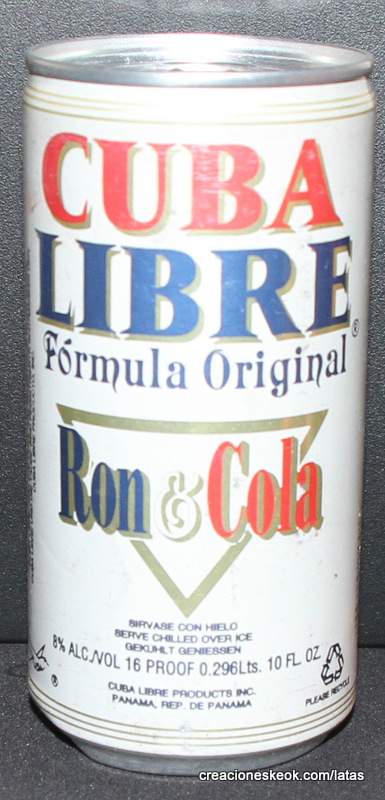 CUBA
LIBRE
®
Fórmula Original
Ron & Cola
SIRVASE CON HIELO
SERVE CHILLED OVER ICE
GEKUHLT GENIESSEN
8% ALC./VOL 16 PROOF 0.296Lts. 10 FL. OZ.
®
CUBA LIBRE PRODUCTS INC.
PANAMA, REP. DE PANAMA
PLEASE RECYCLE
creacioneskeok.com/latas